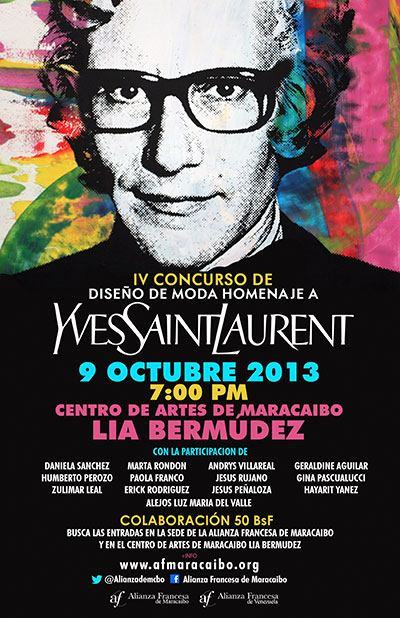 IV CONCURSO DE
DISEÑO DE MODA HOMENAJE A
YVESSAINTLAURENT
9 OCTUBRE 2013
7:00 PM
CENTRO DE ARTES DE MARACAIBO
LIA BERMÚDEZ
CON LA PARTICIPACION DE
DANIELA SANCHEZ MARTA RONDON ANDRYS VILLAREAL GERALDINE AGUILAR
HUMBERTO PEROZO PAOLA FRANCO JESUS RUJANO GINA PASQUALUCCI
ZULIMAR LEAL ERICK RODRIGUEZ JESUS PEÑALOZA HAYARIT YANEZ
ALEJOS LUZ MARIA DEL VALLE
COLABORACIÓN 50 BsF
BUSCA LAS ENTRADAS EN LA SEDE DE LA ALIANZA FRANCESA DE MARACAIBO
Y EN EL CENTRO DE ARTES DE MARACAIBO LIA BERMUDEZ
+INFO
www.afmaracaibo.org
@Alianzademcbo f Alianza Francesa de Maracaibo
af Alianza Francesa de Maracaibo af Alianza Francesa de Venezuela